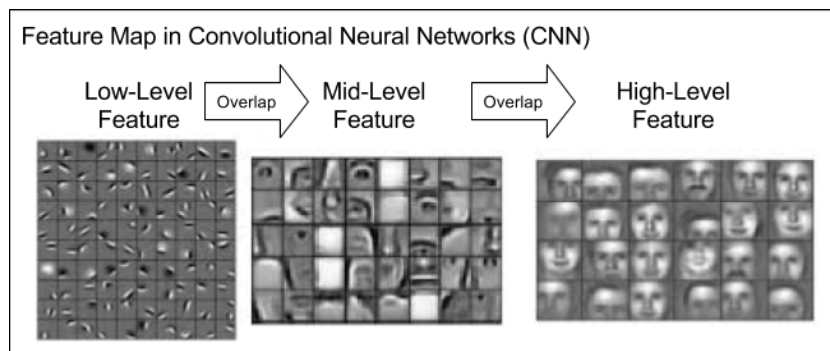 Feature Map in Convolutional Neural Networks (CNN)
Low-Level
Feature
Overlap
Mid-Level
Feature
Overlap
High-Level
Feature